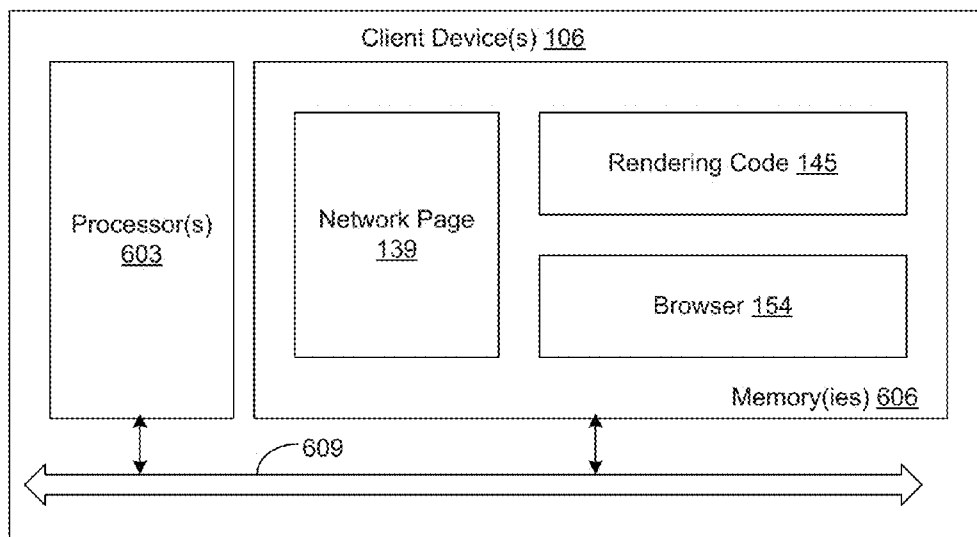 Client Device(s) 106
Processor(s)
603
Network Page
139
Rendering Code 145
Browser 154
Memory(ies) 606
609